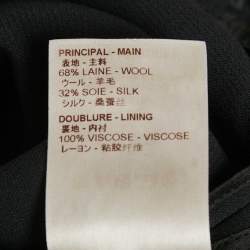 PRINCIPAL - MAIN
表地 - 主料
68% LAINE - WOOL
ウール - 羊毛
32% SOIE - SILK
シルク - 桑蚕丝
DOUBLURE - LINING
裏地 - 内衬
100% VISCOSE - VISCOSE
レーヨン - 粘胶纤维